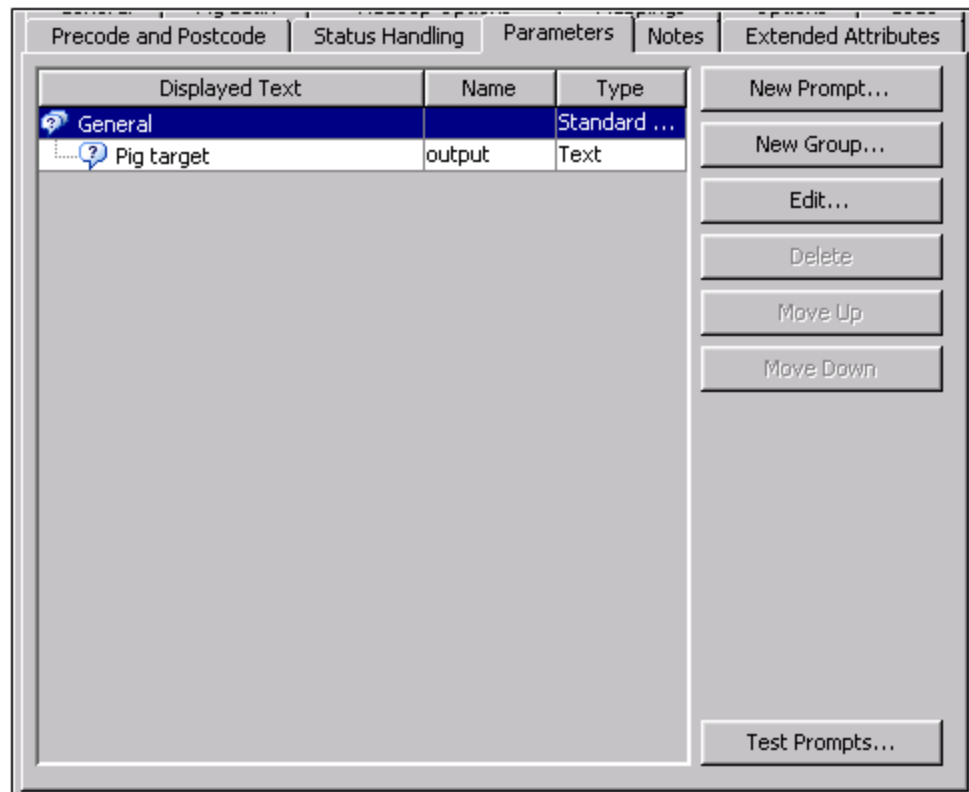 Precode and Postcode Status Handling Parameters Notes Extended Attributes
Displayed Text Name Type New Prompt...
General Standard ...
Pig target output Text
New Group...
Edit...
Delete
Move Up
Move Down
Test Prompts...